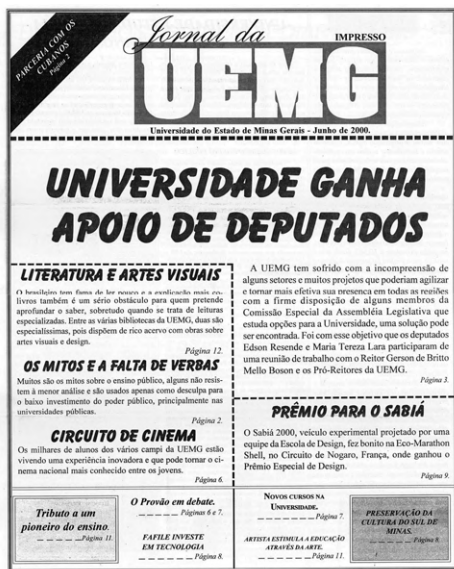 PARCERIA COM OS
CUBANOS
Página 2
Jornal da
IMPRESSO
UEMG
Universidade do Estado de Minas Gerais - Junho de 2000.
UNIVERSIDADE GANHA
APOIO DE DEPUTADOS
LITERATURA E ARTES VISUAIS
O brasileiro tem fama de ler pouco e a explicação mais co-
livros também é um sério obstáculo para quem pretende
aprofundar o saber, sobretudo quando se trata de leituras
especializadas. Entre as várias bibliotecas da UEMG, duas são
especialíssimas, pois dispõem de rico acervo com obras sobre
artes visuais e design.
Página 12.
OS MITOS E A FALTA DE VERBAS
Muitos são os mitos sobre o ensino público, alguns não resis-
tem à menor análise e são usados apenas como desculpa para
o baixo investimento do poder público, principalmente nas
universidades públicas.
Página 2.
CIRCUITO DE CINEMA
Os milhares de alunos dos vários campi da UEMG estão
vivendo uma experiência inovadora e que pode tornar o ci-
nema nacional mais conhecido entre os jovens.
Página 6.
A UEMG tem sofrido com a incompreensão de
alguns setores e muitos projetos que poderiam agilizar
e tornar mais efetiva sua presença em todas as regiões
com a firme disposição de alguns membros da
Comissão Especial da Assembléia Legislativa que
estuda opções para a Universidade, uma solução pode
ser encontrada. Foi com esse objetivo que os deputados
Edson Resende e Maria Tereza Lara participaram de
uma reunião de trabalho com o Reitor Gerson de Britto
Mello Boson e os Pró-Reitores da UEMG.
Página 3.
PRÊMIO PARA O SABIÁ
O Sabiá 2000, veículo experimental projetado por uma
equipe da Escola de Design, fez bonito na Eco-Marathon
Shell, no Circuito de Nogaro, França, onde ganhou o
Prêmio Especial de Design.
Página 9.
Tributo a um
pioneiro do ensino.
Página 11.
O Provão em debate.
Páginas 6 e 7.
FAFILE INVESTE
EM TECNOLOGIA
Página 8.
NOVOS CURSOS NA
UNIVERSIDADE.
Página 7.
ARTISTA ESTIMULA A EDUCAÇÃO
ATRAVÉS DA ARTE.
Página 11.
PRESERVAÇÃO DA
CULTURA DO SUL DE
MINAS.
Página 8.